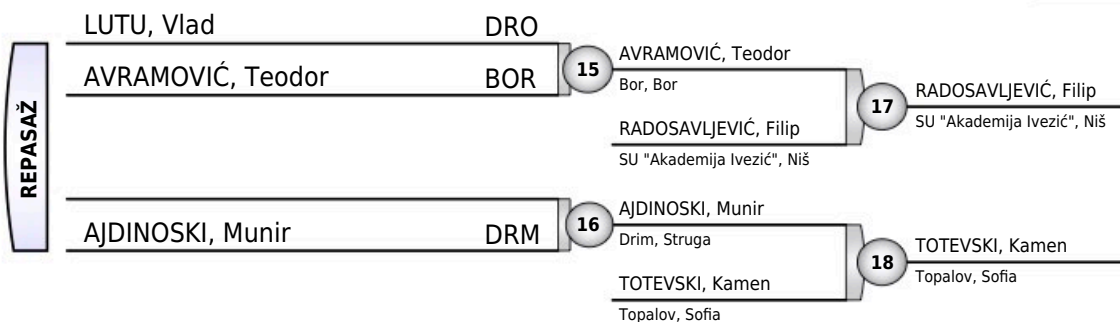 REPASAŽ
LUTU, Vlad DRO
AVRAMOVIĆ, Teodor BOR
15
AVRAMOVIĆ, Teodor
Bor, Bor
RADOSAVLJEVIĆ, Filip
SU "Akademija Ivezić", Niš
17
RADOSAVLJEVIĆ, Filip
SU "Akademija Ivezić", Niš
AJDINOSKI, Munir DRM
16
AJDINOSKI, Munir
Drim, Struga
TOTEVSKI, Kamen
Topalov, Sofia
18
TOTEVSKI, Kamen
Topalov, Sofia